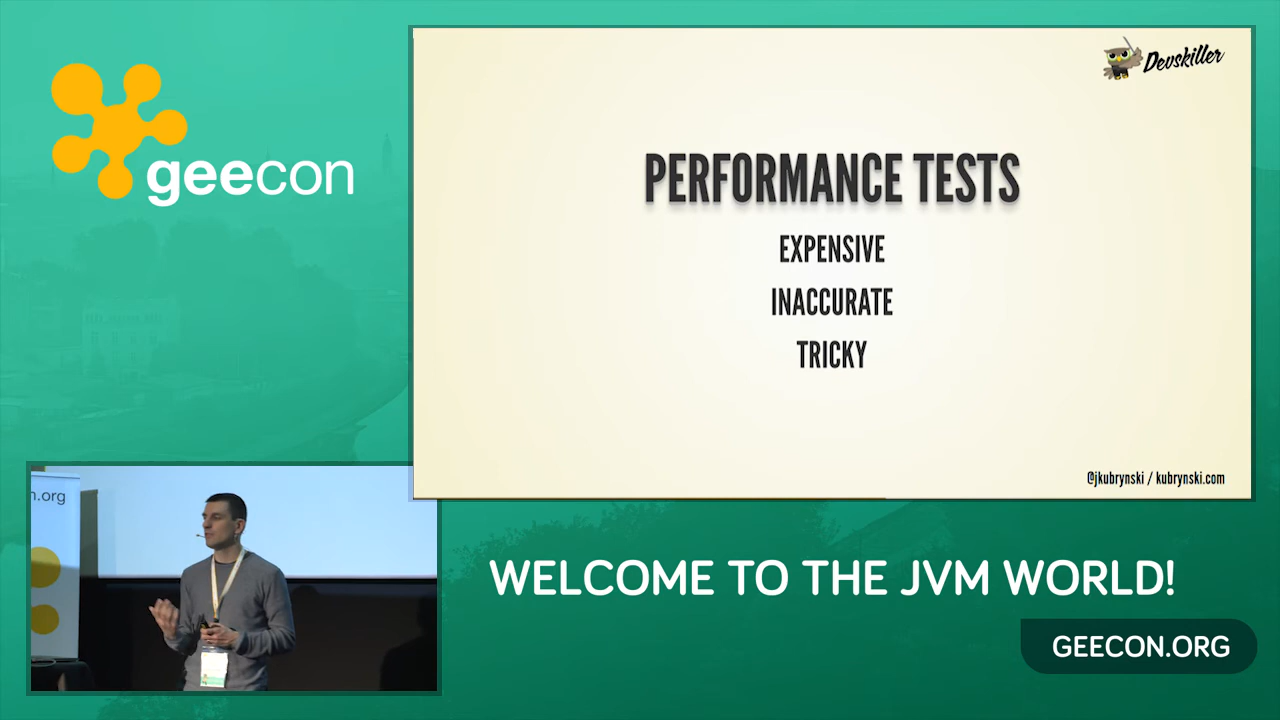 geecon
Devskiller
PERFORMANCE TESTS
EXPENSIVE
INACCURATE
TRICKY
@jkubrynski / kubrynski.com
n.org
WELCOME TO THE JVM WORLD!
GEECON.ORG